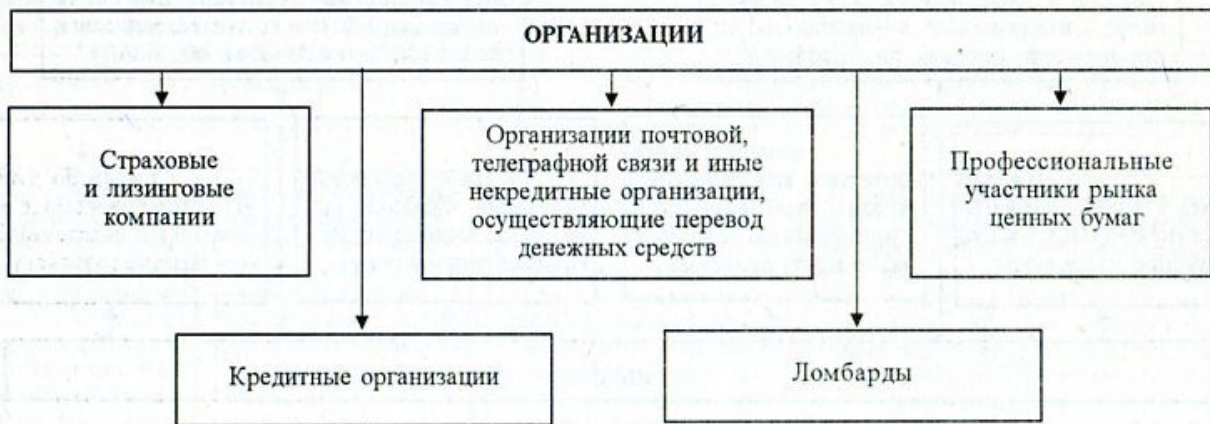 ОРГАНИЗАЦИИ
Страховые
и лизинговые
компании
Организации почтовой,
телеграфной связи и иные
некредитные организации,
осуществляющие перевод
денежных средств
Профессиональные
участники рынка
ценных бумаг
Кредитные организации
Ломбарды